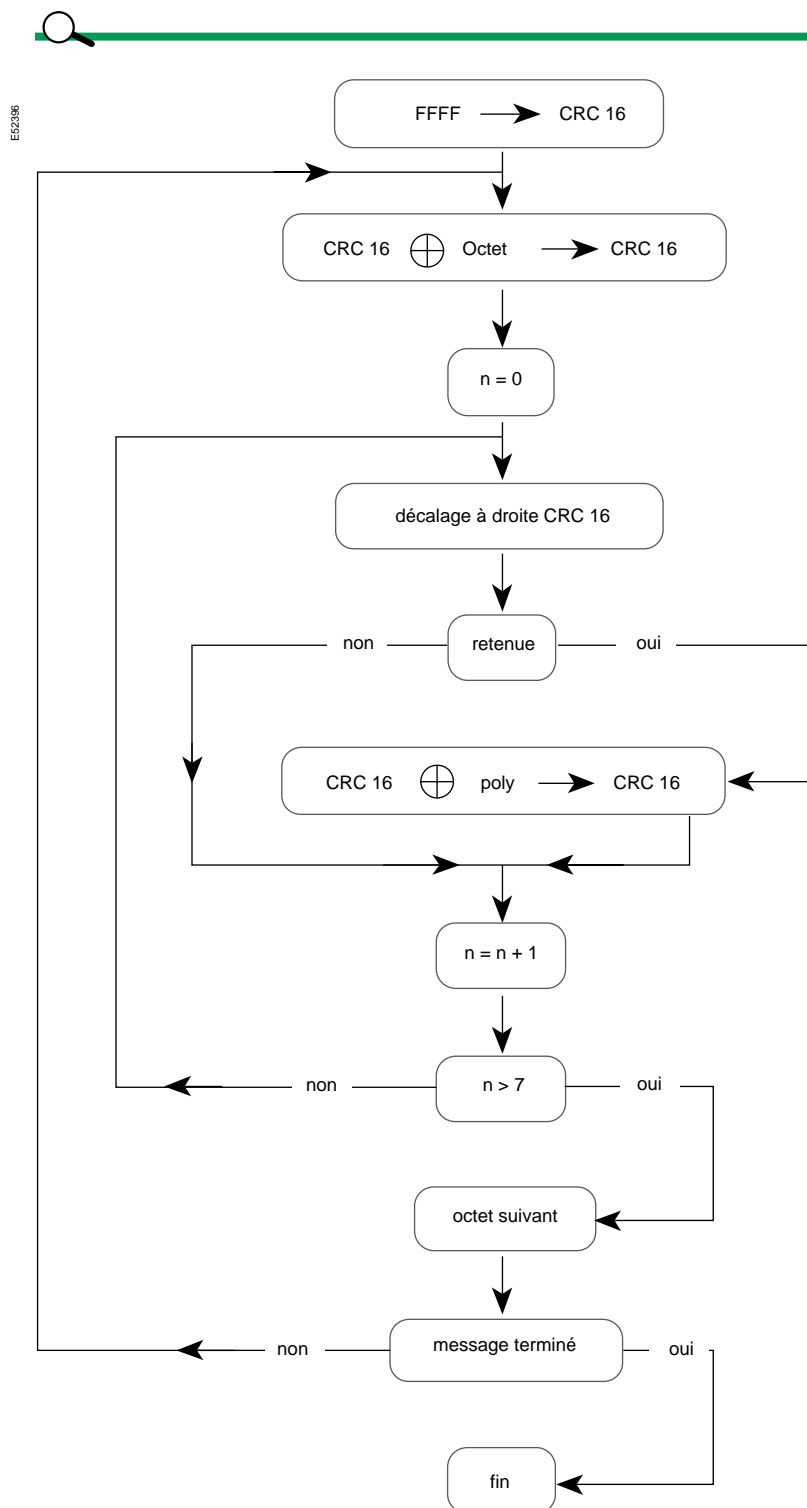 E52396
FFFF CRC 16
CRC 16 Octet CRC 16
n = 0
décalage à droite CRC 16
non retenue oui
CRC 16 poly CRC 16
n = n + 1
non n > 7 oui
octet suivant
non message terminé oui
fin